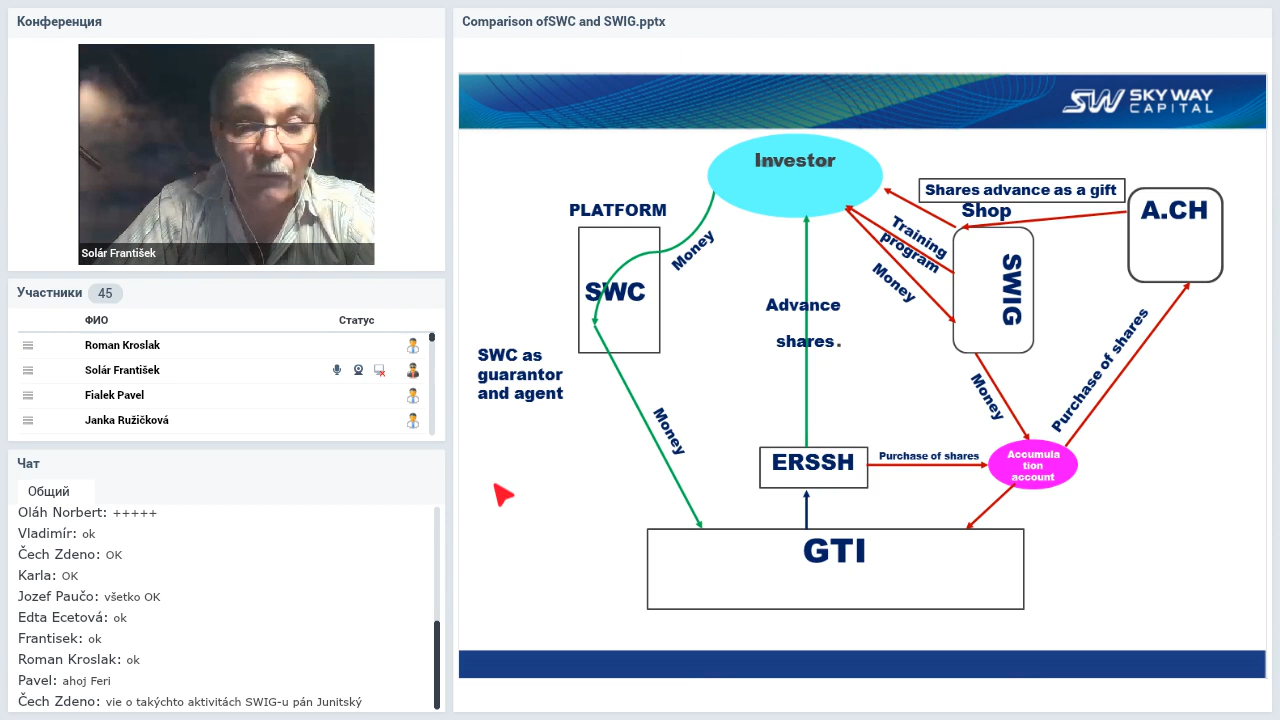 Конференция
Solár František
Участники 45
ФИО Статус
Roman Kroslak
Solár František
Fialek Pavel
Janka Ružičková
Чат
Общий
Oláh Norbert: +++++
Vladimír: ok
Čech Zdeno: OK
Karla: OK
Jozef Paučo: všetko OK
Edta Ecetová: ok
Frantisek: ok
Roman Kroslak: ok
Pavel: ahoj Feri
Čech Zdeno: vie o takýchto aktivitách SWIG-u pán Junitský
Comparison ofSWC and SWIG.pptx
SW SKY WAY
CAPITAL
Investor
Shares advance as a gift
PLATFORM
Shop
A.CH
Money
Training
program
Money
SWC
SWIG
Advance
shares.
SWC as
guarantor
and agent
Money
Money
Purchase of shares
ERSSH
Purchase of shares
Accumula
tion
account
GTI